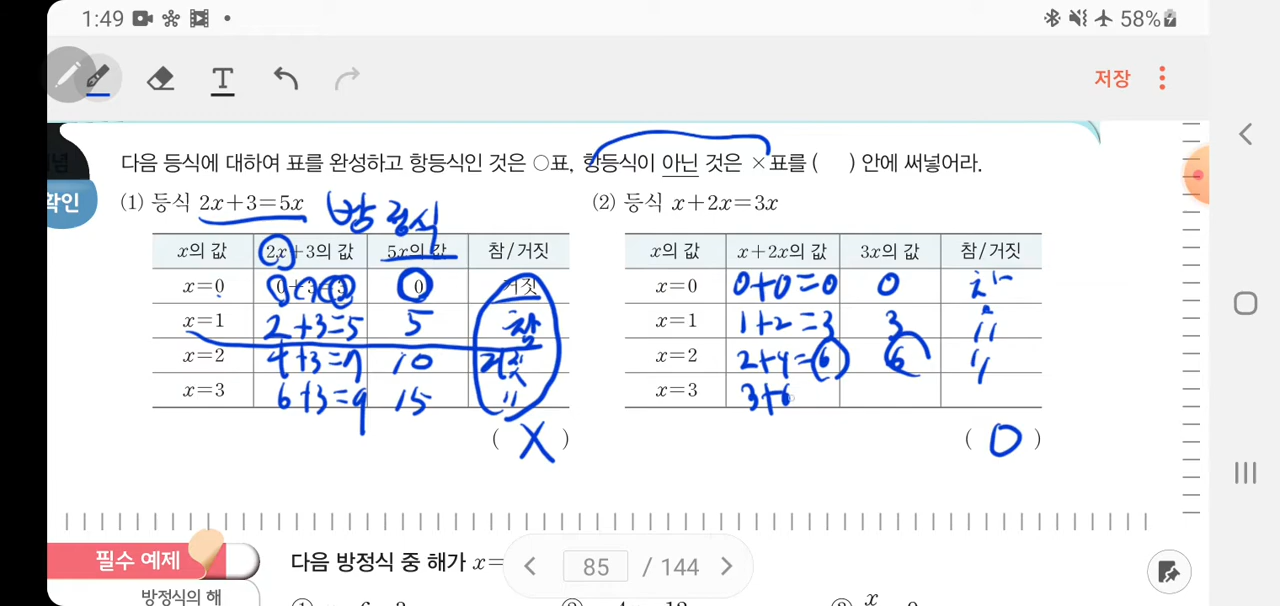 1:49 58%
T 저장
다음 등식에 대하여 표를 완성하고 항등식인 것은 ○표, 항등식이 아닌 것은 ×표를 ( ) 안에 써넣어라.
확인
(1) 등식 2x+3=5x 방정식
x의 값 2x+3의 값 5x의 값 참/거짓
x=0 0+3=3 0 거짓
x=1 2+3=5 5 참
x=2 4+3=7 10 거짓
x=3 6+3=9 15 "
( X )
(2) 등식 x+2x=3x
x의 값 x+2x의 값 3x의 값 참/거짓
x=0 0+0=0 0 참
x=1 1+2=3 3 "
x=2 2+4=6 6 "
x=3 3+6
( O )
필수 예제 다음 방정식 중 해가 x=
85 / 144
방정식의 해